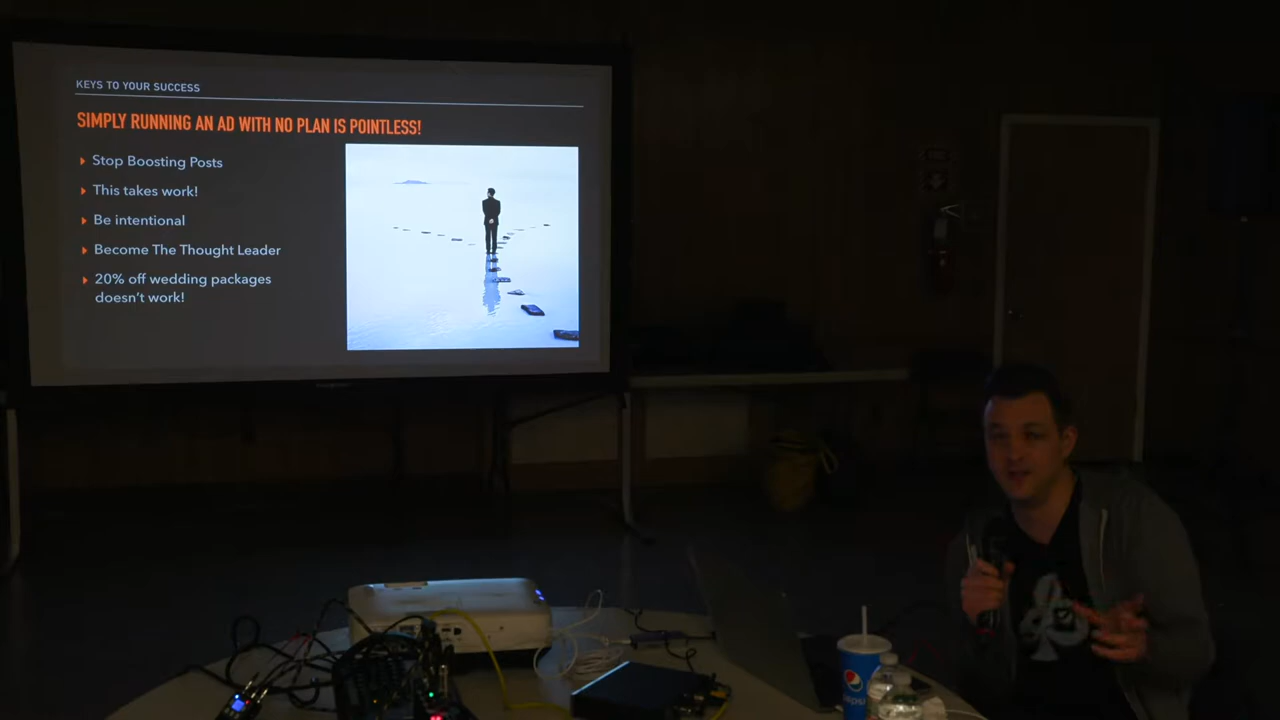 KEYS TO YOUR SUCCESS
SIMPLY RUNNING AN AD WITH NO PLAN IS POINTLESS!
Stop Boosting Posts
This takes work!
Be intentional
Become The Thought Leader
20% off wedding packages
doesn't work!
pepsi